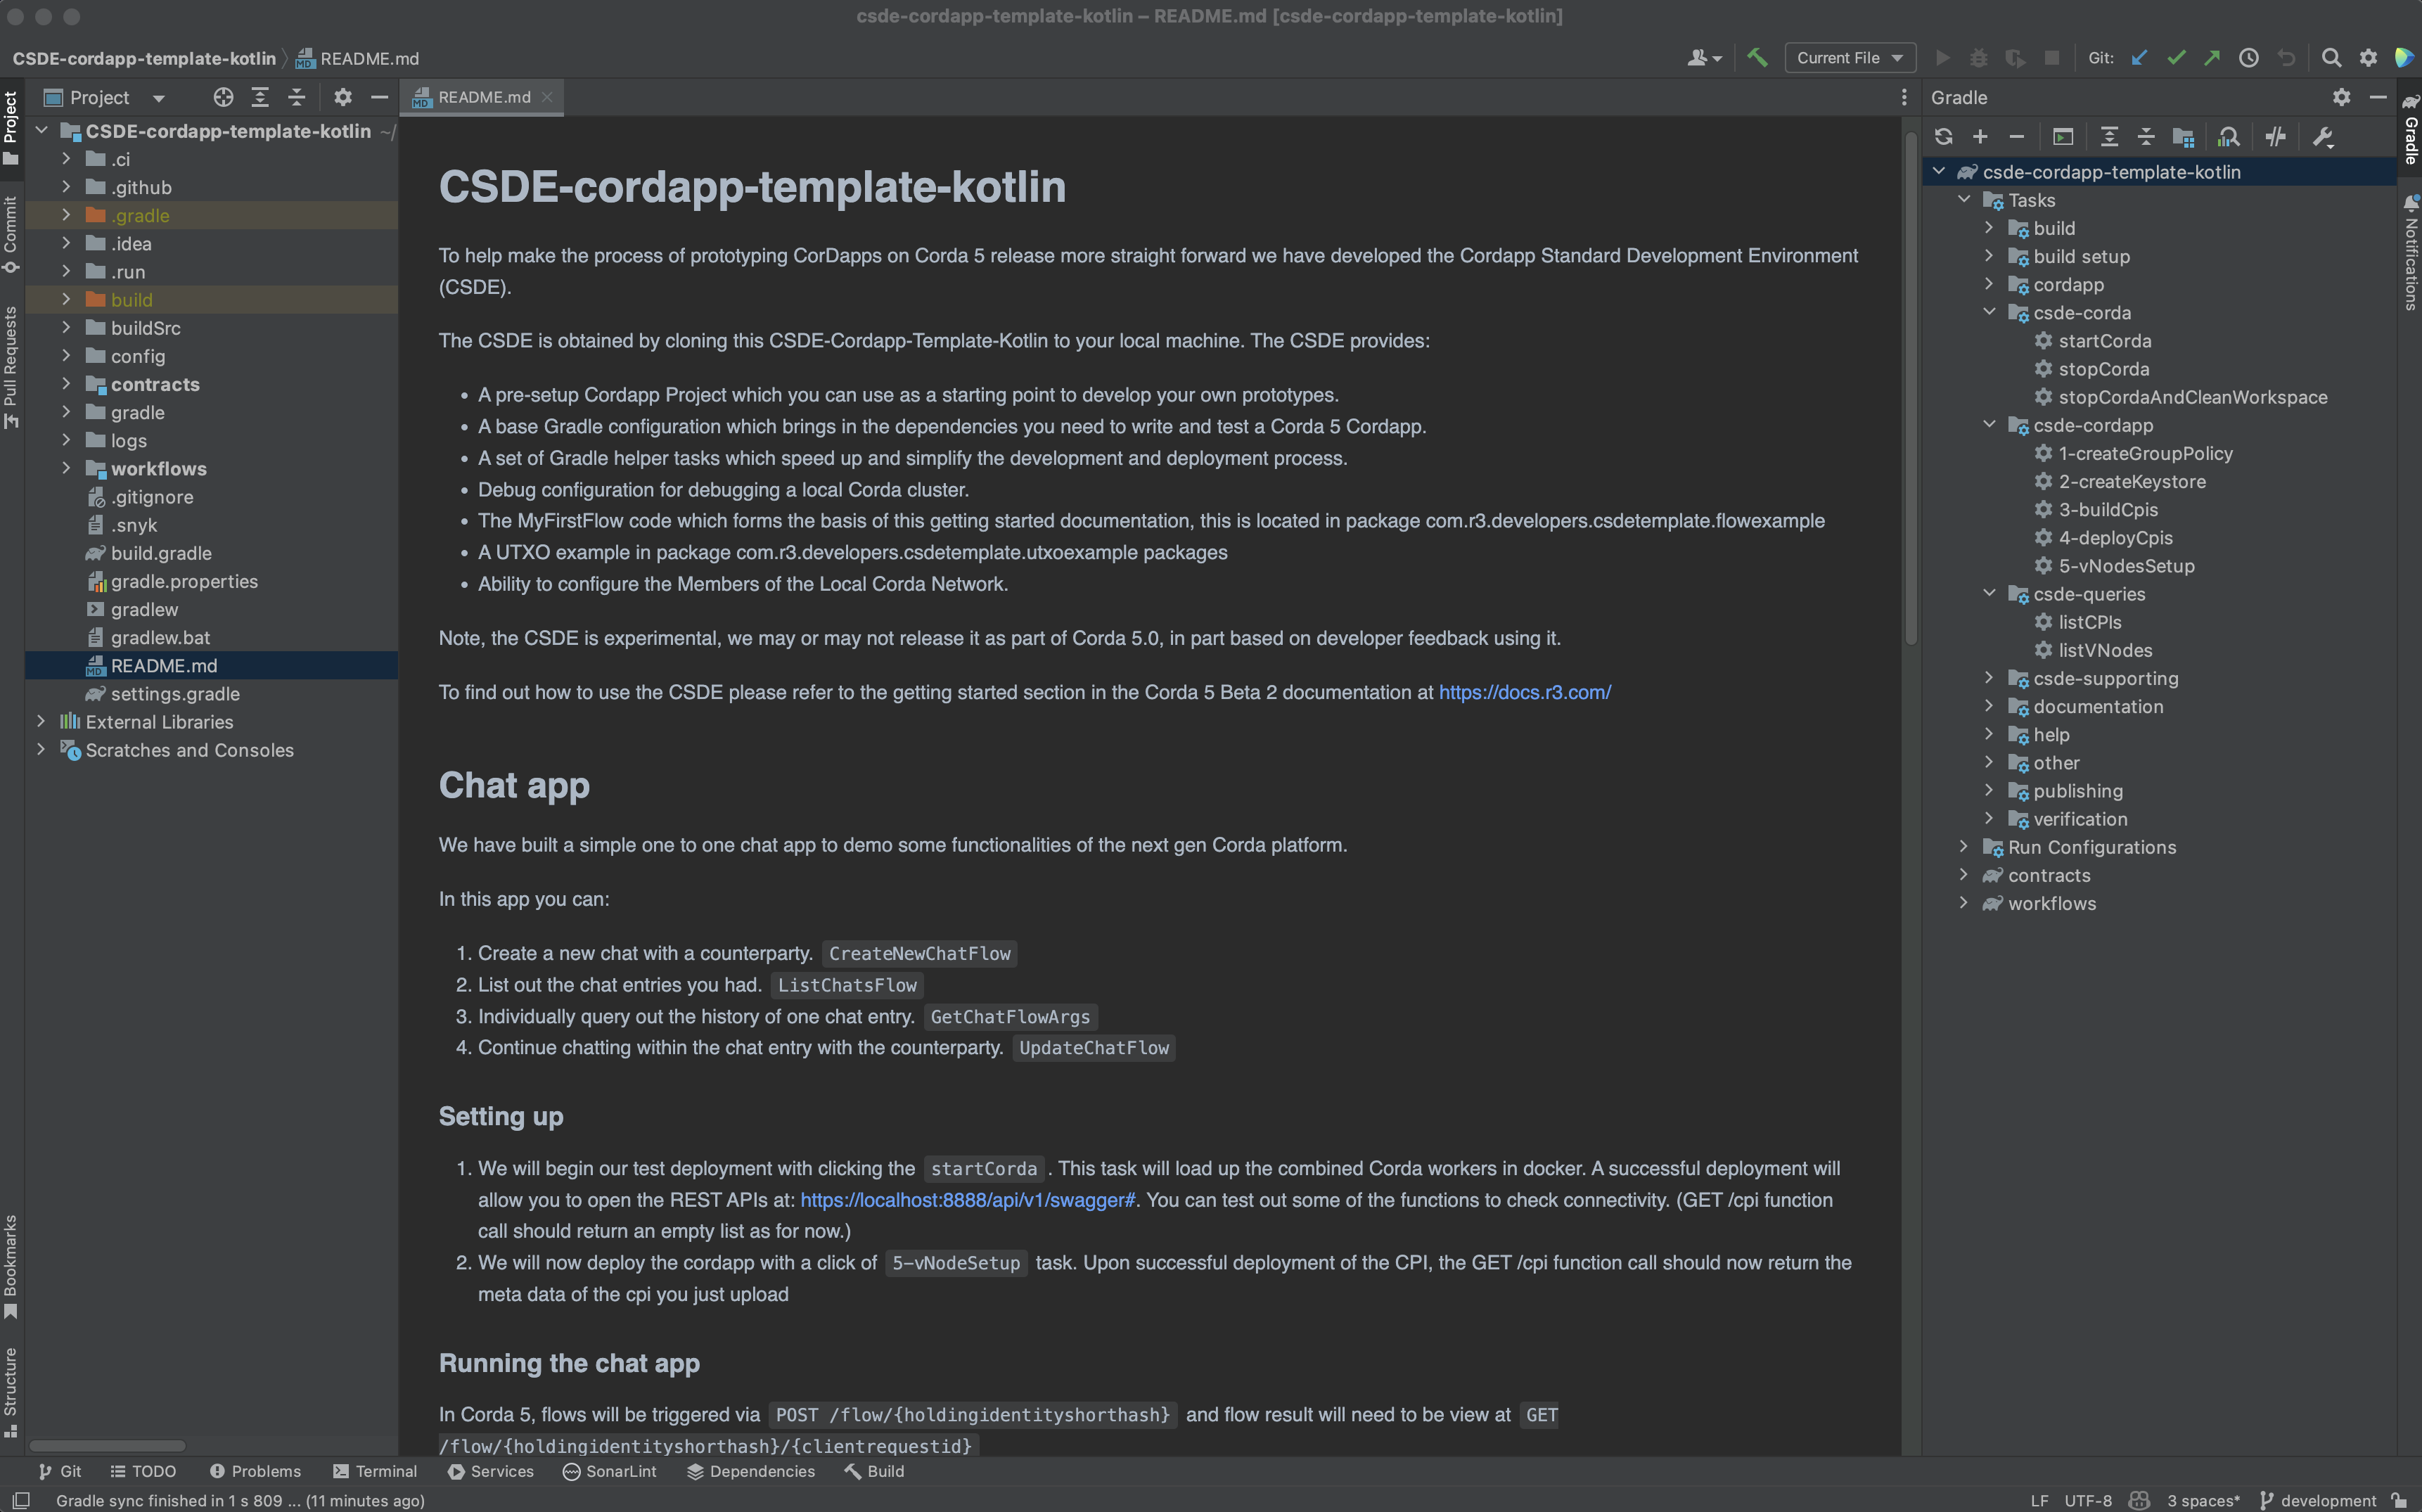 csde-cordapp-template-kotlin – README.md [csde-cordapp-template-kotlin]
CSDE-cordapp-template-kotlin
README.md
Current File
Git:
Project
README.md
Gradle
Project
Commit
Pull Requests
Bookmarks
Structure
CSDE-cordapp-template-kotlin ~/
.ci
.github
.gradle
.idea
.run
build
buildSrc
config
contracts
gradle
logs
workflows
.gitignore
.snyk
build.gradle
gradle.properties
gradlew
gradlew.bat
README.md
settings.gradle
External Libraries
Scratches and Consoles
CSDE-cordapp-template-kotlin
To help make the process of prototyping CorDapps on Corda 5 release more straight forward we have developed the Cordapp Standard Development Environment
(CSDE).
The CSDE is obtained by cloning this CSDE-Cordapp-Template-Kotlin to your local machine. The CSDE provides:
• A pre-setup Cordapp Project which you can use as a starting point to develop your own prototypes.
• A base Gradle configuration which brings in the dependencies you need to write and test a Corda 5 Cordapp.
• A set of Gradle helper tasks which speed up and simplify the development and deployment process.
• Debug configuration for debugging a local Corda cluster.
• The MyFirstFlow code which forms the basis of this getting started documentation, this is located in package com.r3.developers.csdetemplate.flowexample
• A UTXO example in package com.r3.developers.csdetemplate.utxoexample packages
• Ability to configure the Members of the Local Corda Network.
Note, the CSDE is experimental, we may or may not release it as part of Corda 5.0, in part based on developer feedback using it.
To find out how to use the CSDE please refer to the getting started section in the Corda 5 Beta 2 documentation at https://docs.r3.com/
Chat app
We have built a simple one to one chat app to demo some functionalities of the next gen Corda platform.
In this app you can:
1. Create a new chat with a counterparty. CreateNewChatFlow
2. List out the chat entries you had. ListChatsFlow
3. Individually query out the history of one chat entry. GetChatFlowArgs
4. Continue chatting within the chat entry with the counterparty. UpdateChatFlow
Setting up
1. We will begin our test deployment with clicking the startCorda . This task will load up the combined Corda workers in docker. A successful deployment will
allow you to open the REST APIs at: https://localhost:8888/api/v1/swagger#. You can test out some of the functions to check connectivity. (GET /cpi function
call should return an empty list as for now.)
2. We will now deploy the cordapp with a click of 5-vNodeSetup task. Upon successful deployment of the CPI, the GET /cpi function call should now return the
meta data of the cpi you just upload
Running the chat app
In Corda 5, flows will be triggered via POST /flow/{holdingidentityshorthash} and flow result will need to be view at GET
/flow/{holdingidentityshorthash}/{clientrequestid}
csde-cordapp-template-kotlin
Tasks
build
build setup
cordapp
csde-corda
startCorda
stopCorda
stopCordaAndCleanWorkspace
csde-cordapp
1-createGroupPolicy
2-createKeystore
3-buildCpis
4-deployCpis
5-vNodesSetup
csde-queries
listCPIs
listVNodes
csde-supporting
documentation
help
other
publishing
verification
Run Configurations
contracts
workflows
Gradle
Notifications
Git
TODO
Problems
Terminal
Services
SonarLint
Dependencies
Build
Gradle sync finished in 1 s 809 ... (11 minutes ago)
LF
UTF-8
3 spaces*
development